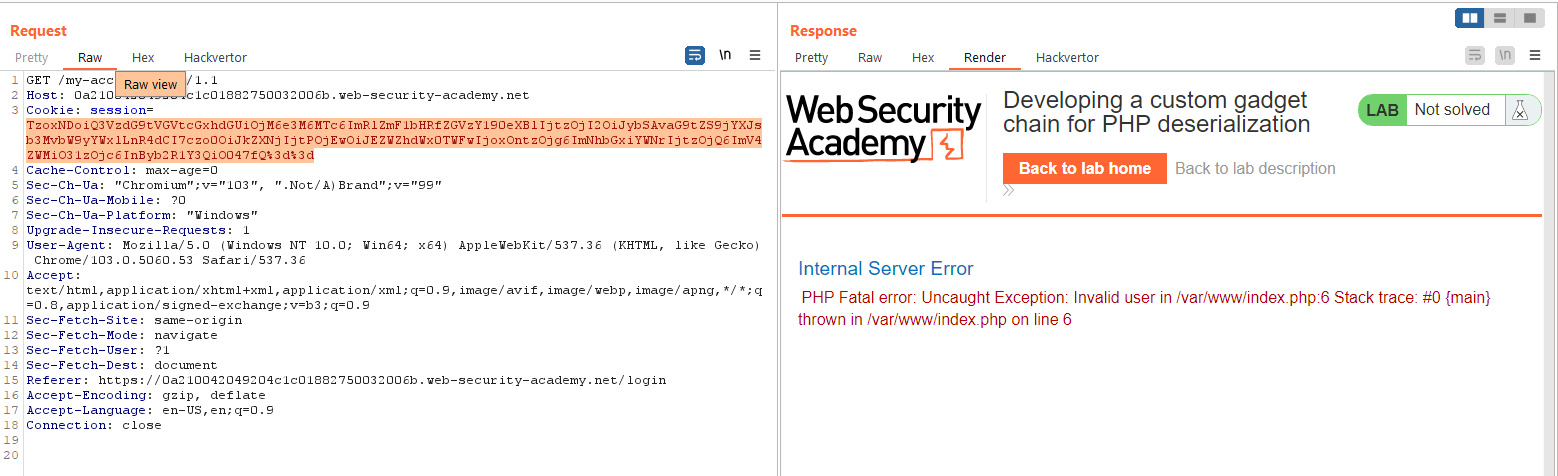 Request
Response
Pretty Raw Hex Hackvertor \n
Pretty Raw Hex Render Hackvertor \n
Raw view
1 GET /my-acc /1.1
2 Host: .web-security-academy.net
3 Cookie: session=
4 Cache-Control: max-age=0
5 Sec-Ch-Ua: "Chromium";v="103", ".Not/A)Brand";v="99"
6 Sec-Ch-Ua-Mobile: ?0
7 Sec-Ch-Ua-Platform: "Windows"
8 Upgrade-Insecure-Requests: 1
9 User-Agent: Mozilla/5.0 (Windows NT 10.0; Win64; x64) AppleWebKit/537.36 (KHTML, like Gecko)
Chrome/103.0.5060.53 Safari/537.36
10 Accept:
text/html,application/xhtml+xml,application/xml;q=0.9,image/avif,image/webp,image/apng,*/*;q
=0.8,application/signed-exchange;v=b3;q=0.9
11 Sec-Fetch-Site: same-origin
12 Sec-Fetch-Mode: navigate
13 Sec-Fetch-User: ?1
14 Sec-Fetch-Dest: document
15 Referer: https://0a210042049204c1c01882750032006b.web-security-academy.net/login
16 Accept-Encoding: gzip, deflate
17 Accept-Language: en-US,en;q=0.9
18 Connection: close
19
20
Web Security
Academy
Developing a custom gadget
chain for PHP deserialization
LAB Not solved
Back to lab home Back to lab description
Internal Server Error
PHP Fatal error: Uncaught Exception: Invalid user in /var/www/index.php:6 Stack trace: #0 {main}
thrown in /var/www/index.php on line 6